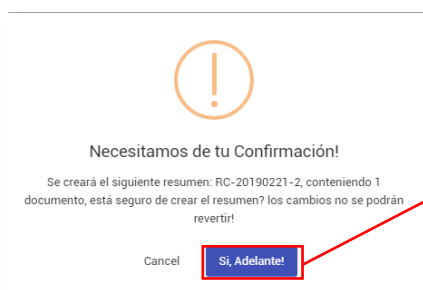 Necesitamos de tu Confirmación!
Se creará el siguiente resumen: RC-20190221-2, conteniendo 1
documento, está seguro de crear el resumen? los cambios no se podrán
revertir!
Cancel Si, Adelante!